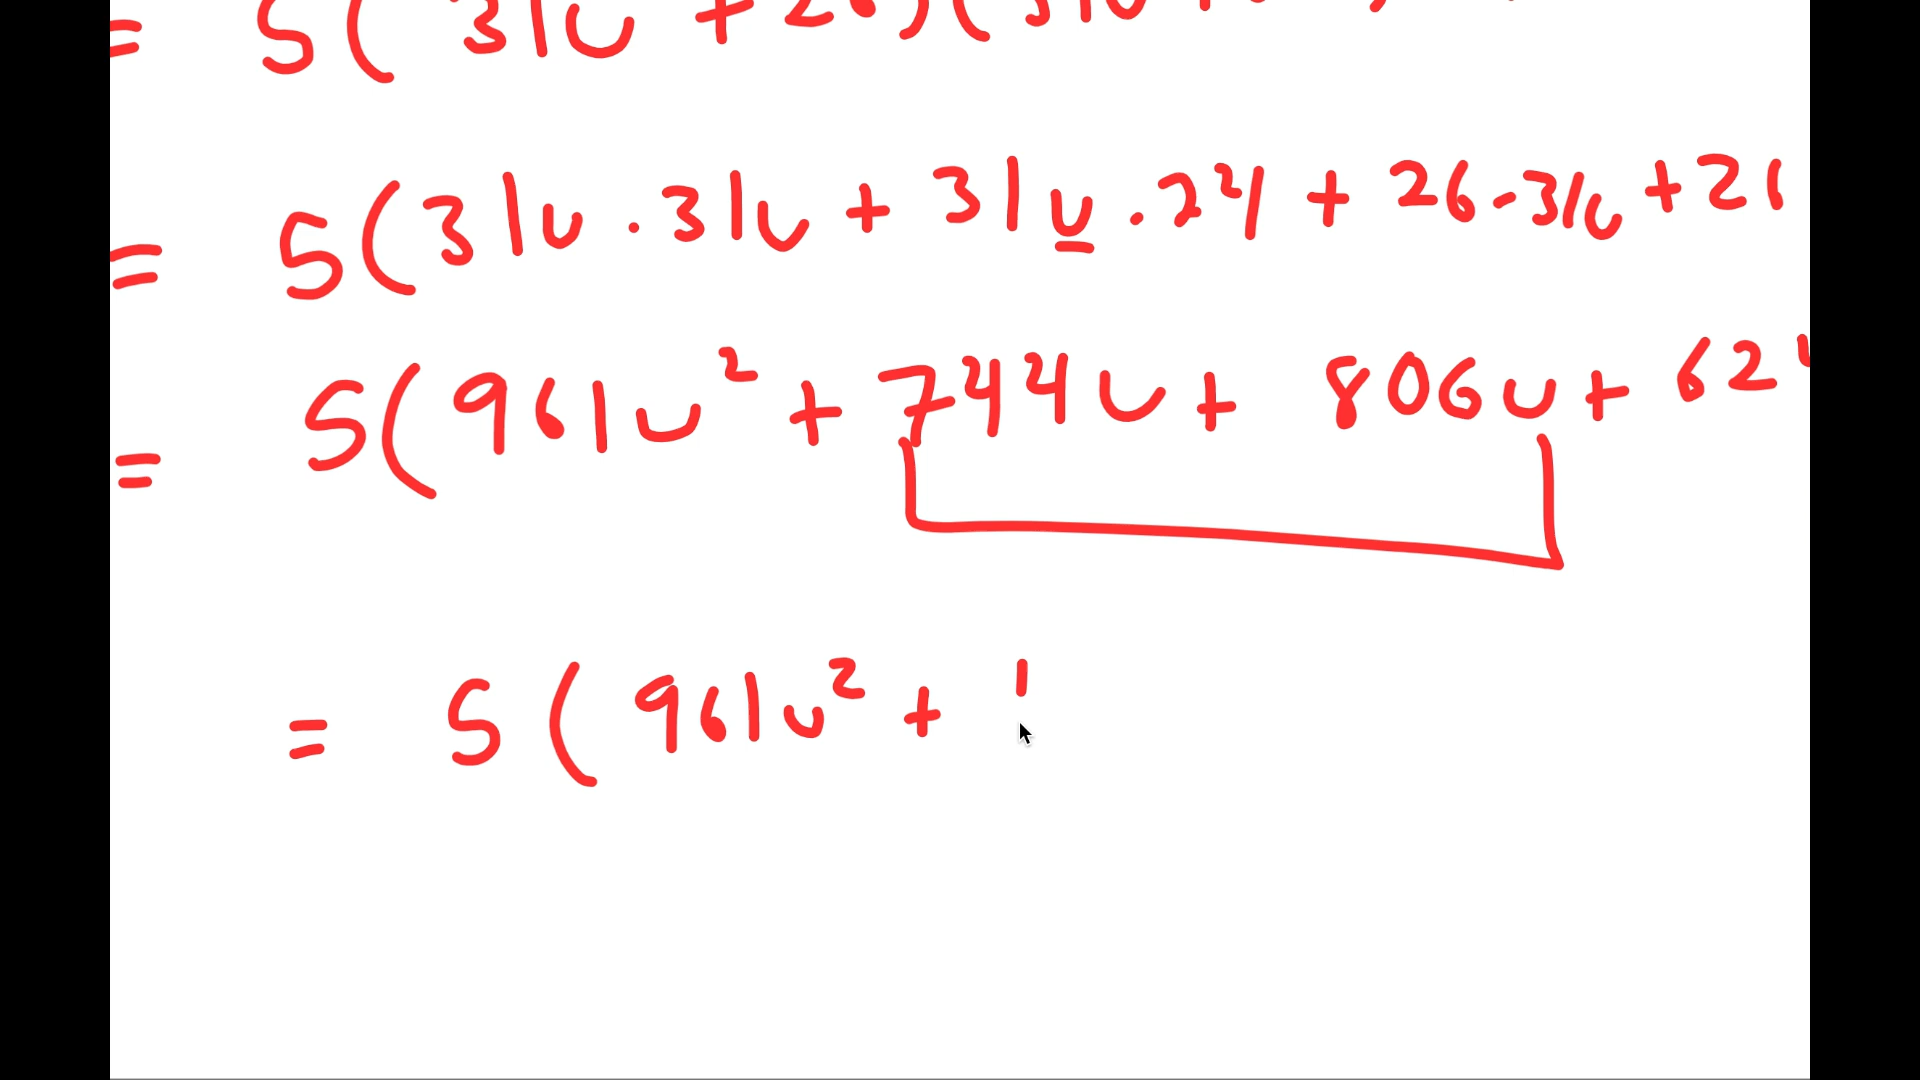 = 5( 31u + 26)(31u +
= 5(31u . 31u + 31u . 24 + 26 . 31u + 2
= 5(961u² + 744u + 806u + 624
= 5( 961u² + 1